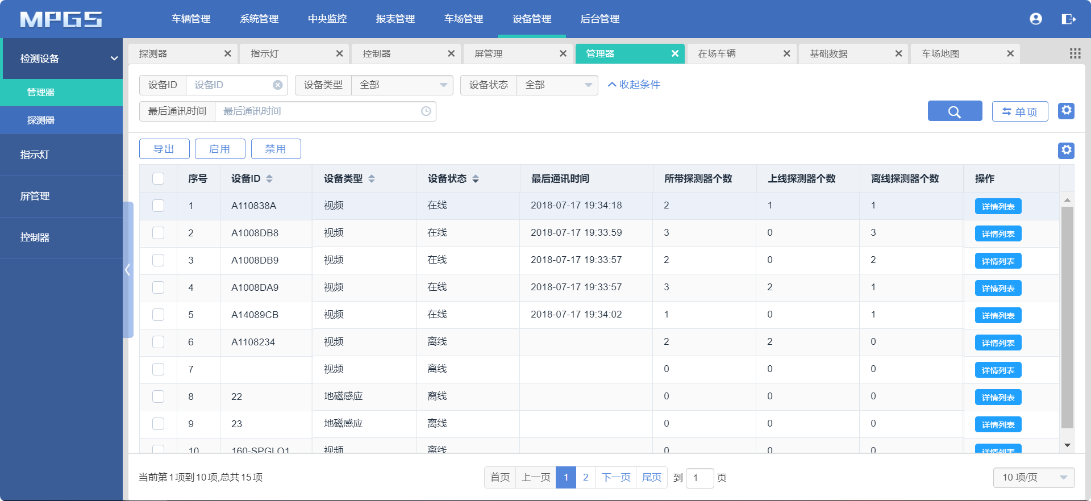 MPGS 车辆管理 系统管理 中央监控 报表管理 车场管理 设备管理 后台管理
检测设备
管理器
探测器
指示灯
屏管理
控制器
探测器 指示灯 控制器 屏管理 管理器 在场车辆 基础数据 车场地图
设备ID 设备ID 设备类型 全部 设备状态 全部 收起条件
最后通讯时间 最后通讯时间 单项
导出 启用 禁用
序号 设备ID 设备类型 设备状态 最后通讯时间 所带探测器个数 上线探测器个数 离线探测器个数 操作
1 A110838A 视频 在线 2018-07-17 19:34:18 2 1 1 详情列表
2 A1008DB8 视频 在线 2018-07-17 19:33:59 3 0 3 详情列表
3 A1008DB9 视频 在线 2018-07-17 19:33:57 2 0 2 详情列表
4 A1008DA9 视频 在线 2018-07-17 19:33:57 3 2 1 详情列表
5 A14089CB 视频 在线 2018-07-17 19:34:02 1 0 1 详情列表
6 A1108234 视频 离线 2 2 0 详情列表
7 视频 离线 0 0 0 详情列表
8 22 地磁感应 离线 0 0 0 详情列表
9 23 地磁感应 离线 0 0 0 详情列表
10 160-SPGLQ1 视频 离线 0 0 0 详情列表
当前第1项到10项,总共15项 首页 上一页 1 2 下一页 尾页 到 1 页 10 项/页